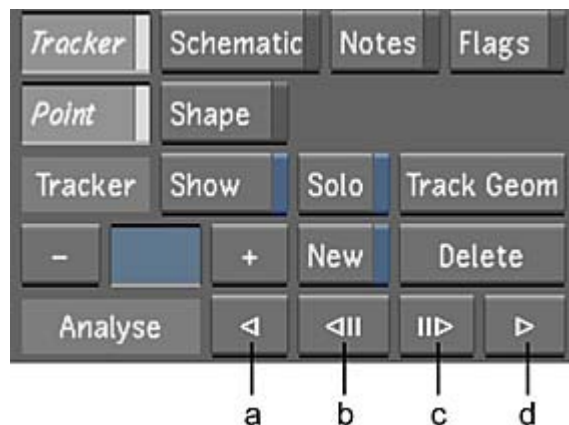 Tracker Schematic Notes Flags
Point Shape
Tracker Show Solo Track Geom
- + New Delete
Analyse
a b c d